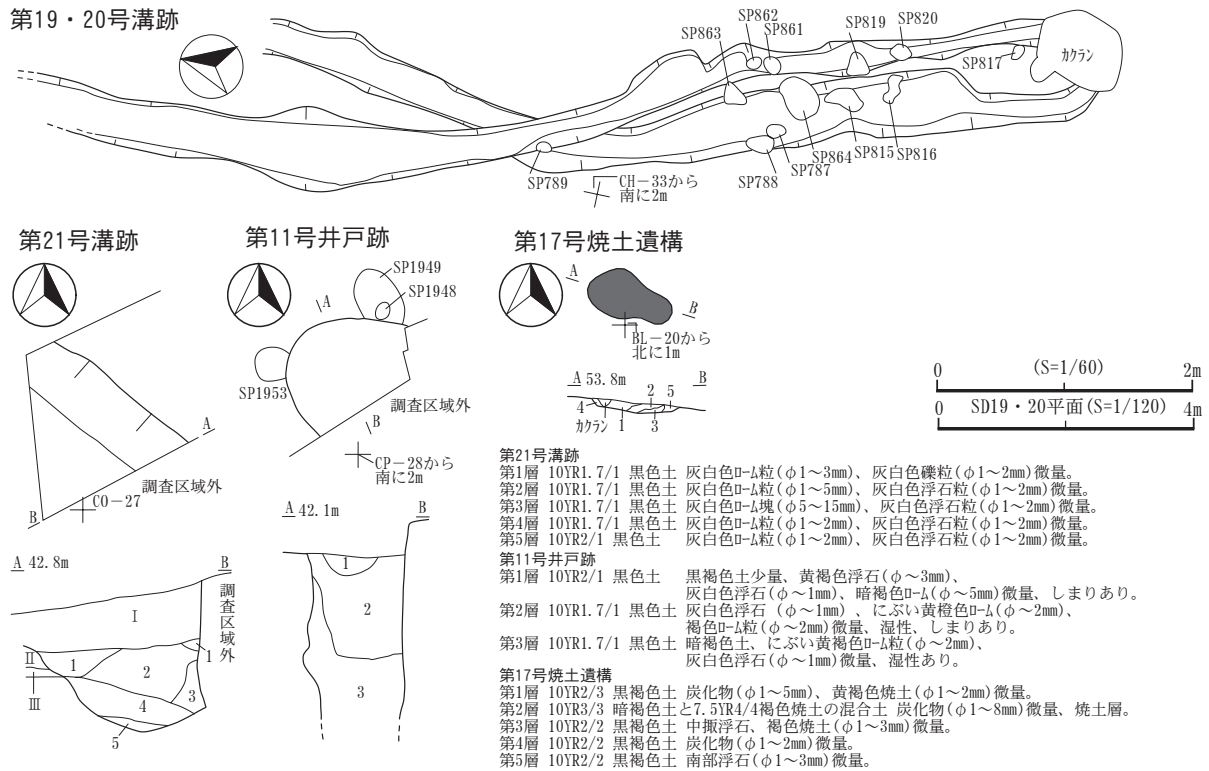 第19・20号溝跡
SP862
SP861
SP863
SP819
SP820
SP817
カクラン
SP789
SP788
SP787
SP864
SP815
SP816
CH-33から
南に2m
第21号溝跡
A
調査区域外
B
CO-27
A 42.8m
B
調査区域外
Ⅰ
Ⅱ
Ⅲ
1
2
1
3
4
5
第11号井戸跡
SP1949
SP1948
A
SP1953
調査区域外
B
CP-28から
南に2m
A 42.1m
B
1
2
3
第17号焼土遺構
A
B
BL-20から
北に1m
A 53.8m
B
2 5
4
カクラン 1 3
0 (S=1/60) 2m
0 SD19・20平面(S=1/120) 4m
第21号溝跡
第1層 10YR1.7/1 黒色土 灰白色ローム粒(φ1～3mm)、灰白色礫粒(φ1～2mm)微量。
第2層 10YR1.7/1 黒色土 灰白色ローム粒(φ1～5mm)、灰白色浮石粒(φ1～2mm)微量。
第3層 10YR1.7/1 黒色土 灰白色ローム塊(φ5～15mm)、灰白色浮石粒(φ1～2mm)微量。
第4層 10YR1.7/1 黒色土 灰白色ローム粒(φ1～2mm)、灰白色浮石粒(φ1～2mm)微量。
第5層 10YR2/1 黒色土 灰白色ローム粒(φ1～2mm)、灰白色浮石粒(φ1～2mm)微量。
第11号井戸跡
第1層 10YR2/1 黒色土 黒褐色土少量、黄褐色浮石(φ～3mm)、
灰白色浮石(φ～1mm)、暗褐色ローム(φ～5mm)微量、しまりあり。
第2層 10YR1.7/1 黒色土 灰白色浮石 (φ～1mm) 、にぶい黄橙色ローム(φ～2mm)、
褐色ローム粒(φ～2mm)微量、湿性、しまりあり。
第3層 10YR1.7/1 黒色土 暗褐色土、にぶい黄褐色ローム粒(φ～2mm)、
灰白色浮石(φ～1mm)微量、湿性あり。
第17号焼土遺構
第1層 10YR2/3 黒褐色土 炭化物(φ1～5mm)、黄褐色焼土(φ1～2mm)微量。
第2層 10YR3/3 暗褐色土と7.5YR4/4褐色焼土の混合土 炭化物(φ1～8mm)微量、焼土層。
第3層 10YR2/2 黒褐色土 中掫浮石、褐色焼土(φ1～3mm)微量。
第4層 10YR2/2 黒褐色土 炭化物(φ1～2mm)微量。
第5層 10YR2/2 黒褐色土 南部浮石(φ1～3mm)微量。